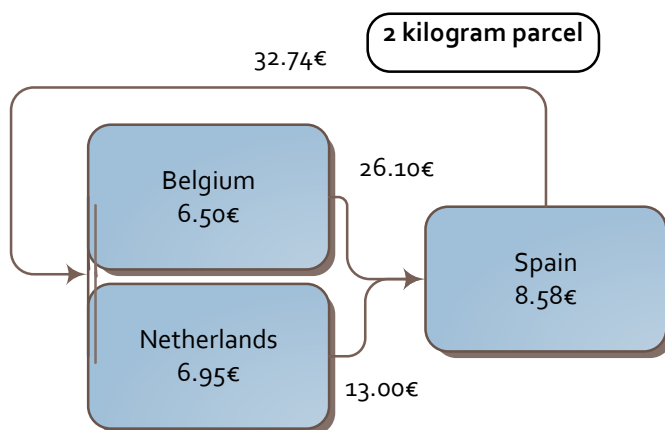 2 kilogram parcel
32.74€
Belgium
6.50€
26.10€
Spain
8.58€
Netherlands
6.95€
13.00€